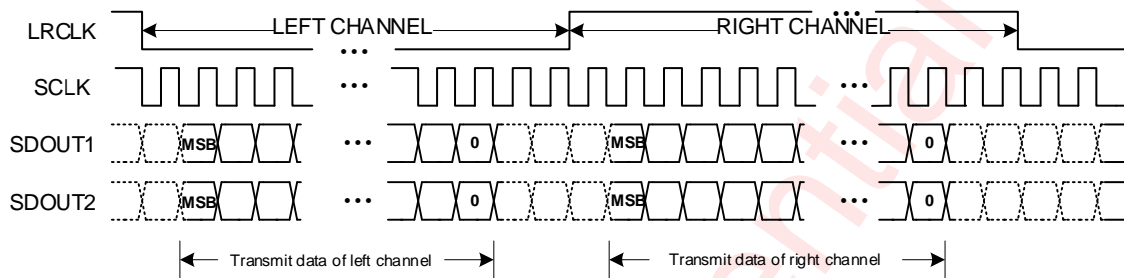 LRCLK LEFT CHANNEL ... RIGHT CHANNEL ...
SCLK ... ...
SDOUT1 MSB ... 0 MSB ... 0
SDOUT2 MSB ... 0 MSB ... 0
Transmit data of left channel Transmit data of right channel
ential